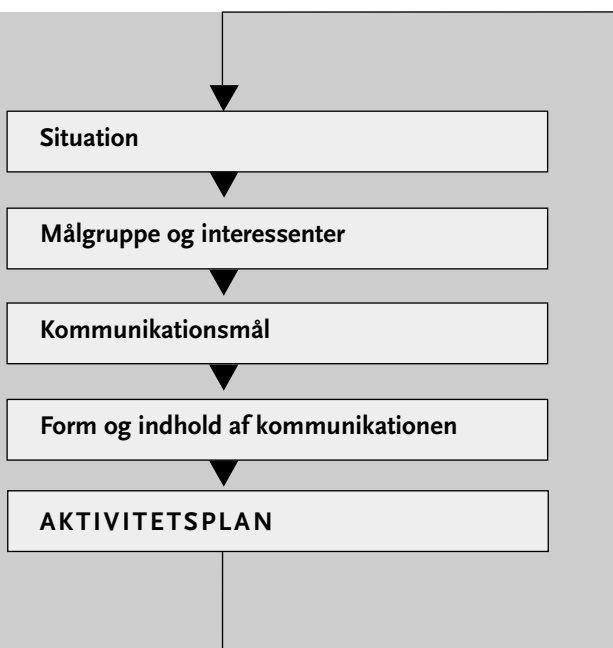 Situation
Målgruppe og interessenter
Kommunikationsmål
Form og indhold af kommunikationen
AKTIVITETSPLAN